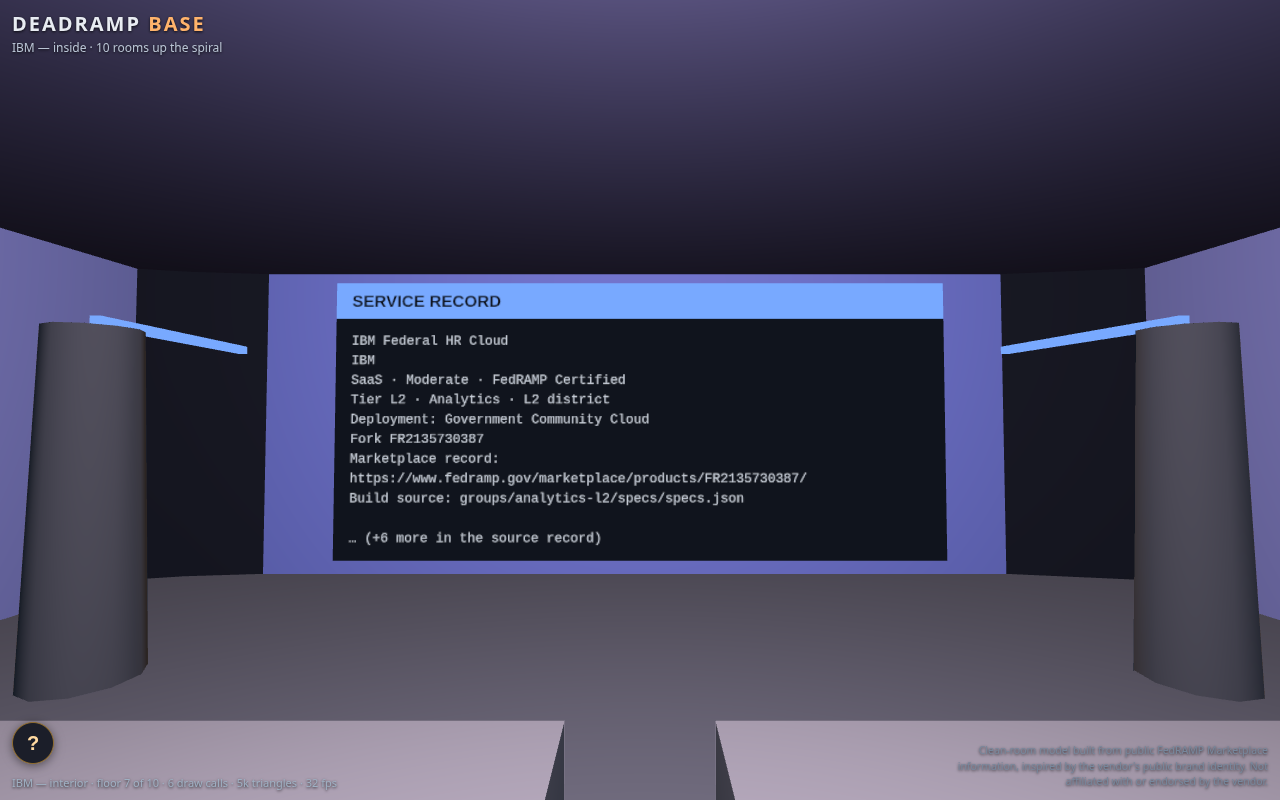 DEADRAMP BASE
IBM — inside · 10 rooms up the spiral
SERVICE RECORD
IBM Federal HR Cloud
IBM
SaaS · Moderate · FedRAMP Certified
Tier L2 · Analytics · L2 district
Deployment: Government Community Cloud
Fork FR2135730387
Marketplace record:
https://www.fedramp.gov/marketplace/products/FR2135730387/
Build source: groups/analytics-l2/specs/specs.json
… (+6 more in the source record)
?
IBM — interior · floor 7 of 10 · 6 draw calls · 5k triangles · 32 fps
Clean-room model built from public FedRAMP Marketplace
information, inspired by the vendor's public brand identity. Not
affiliated with or endorsed by the vendor.